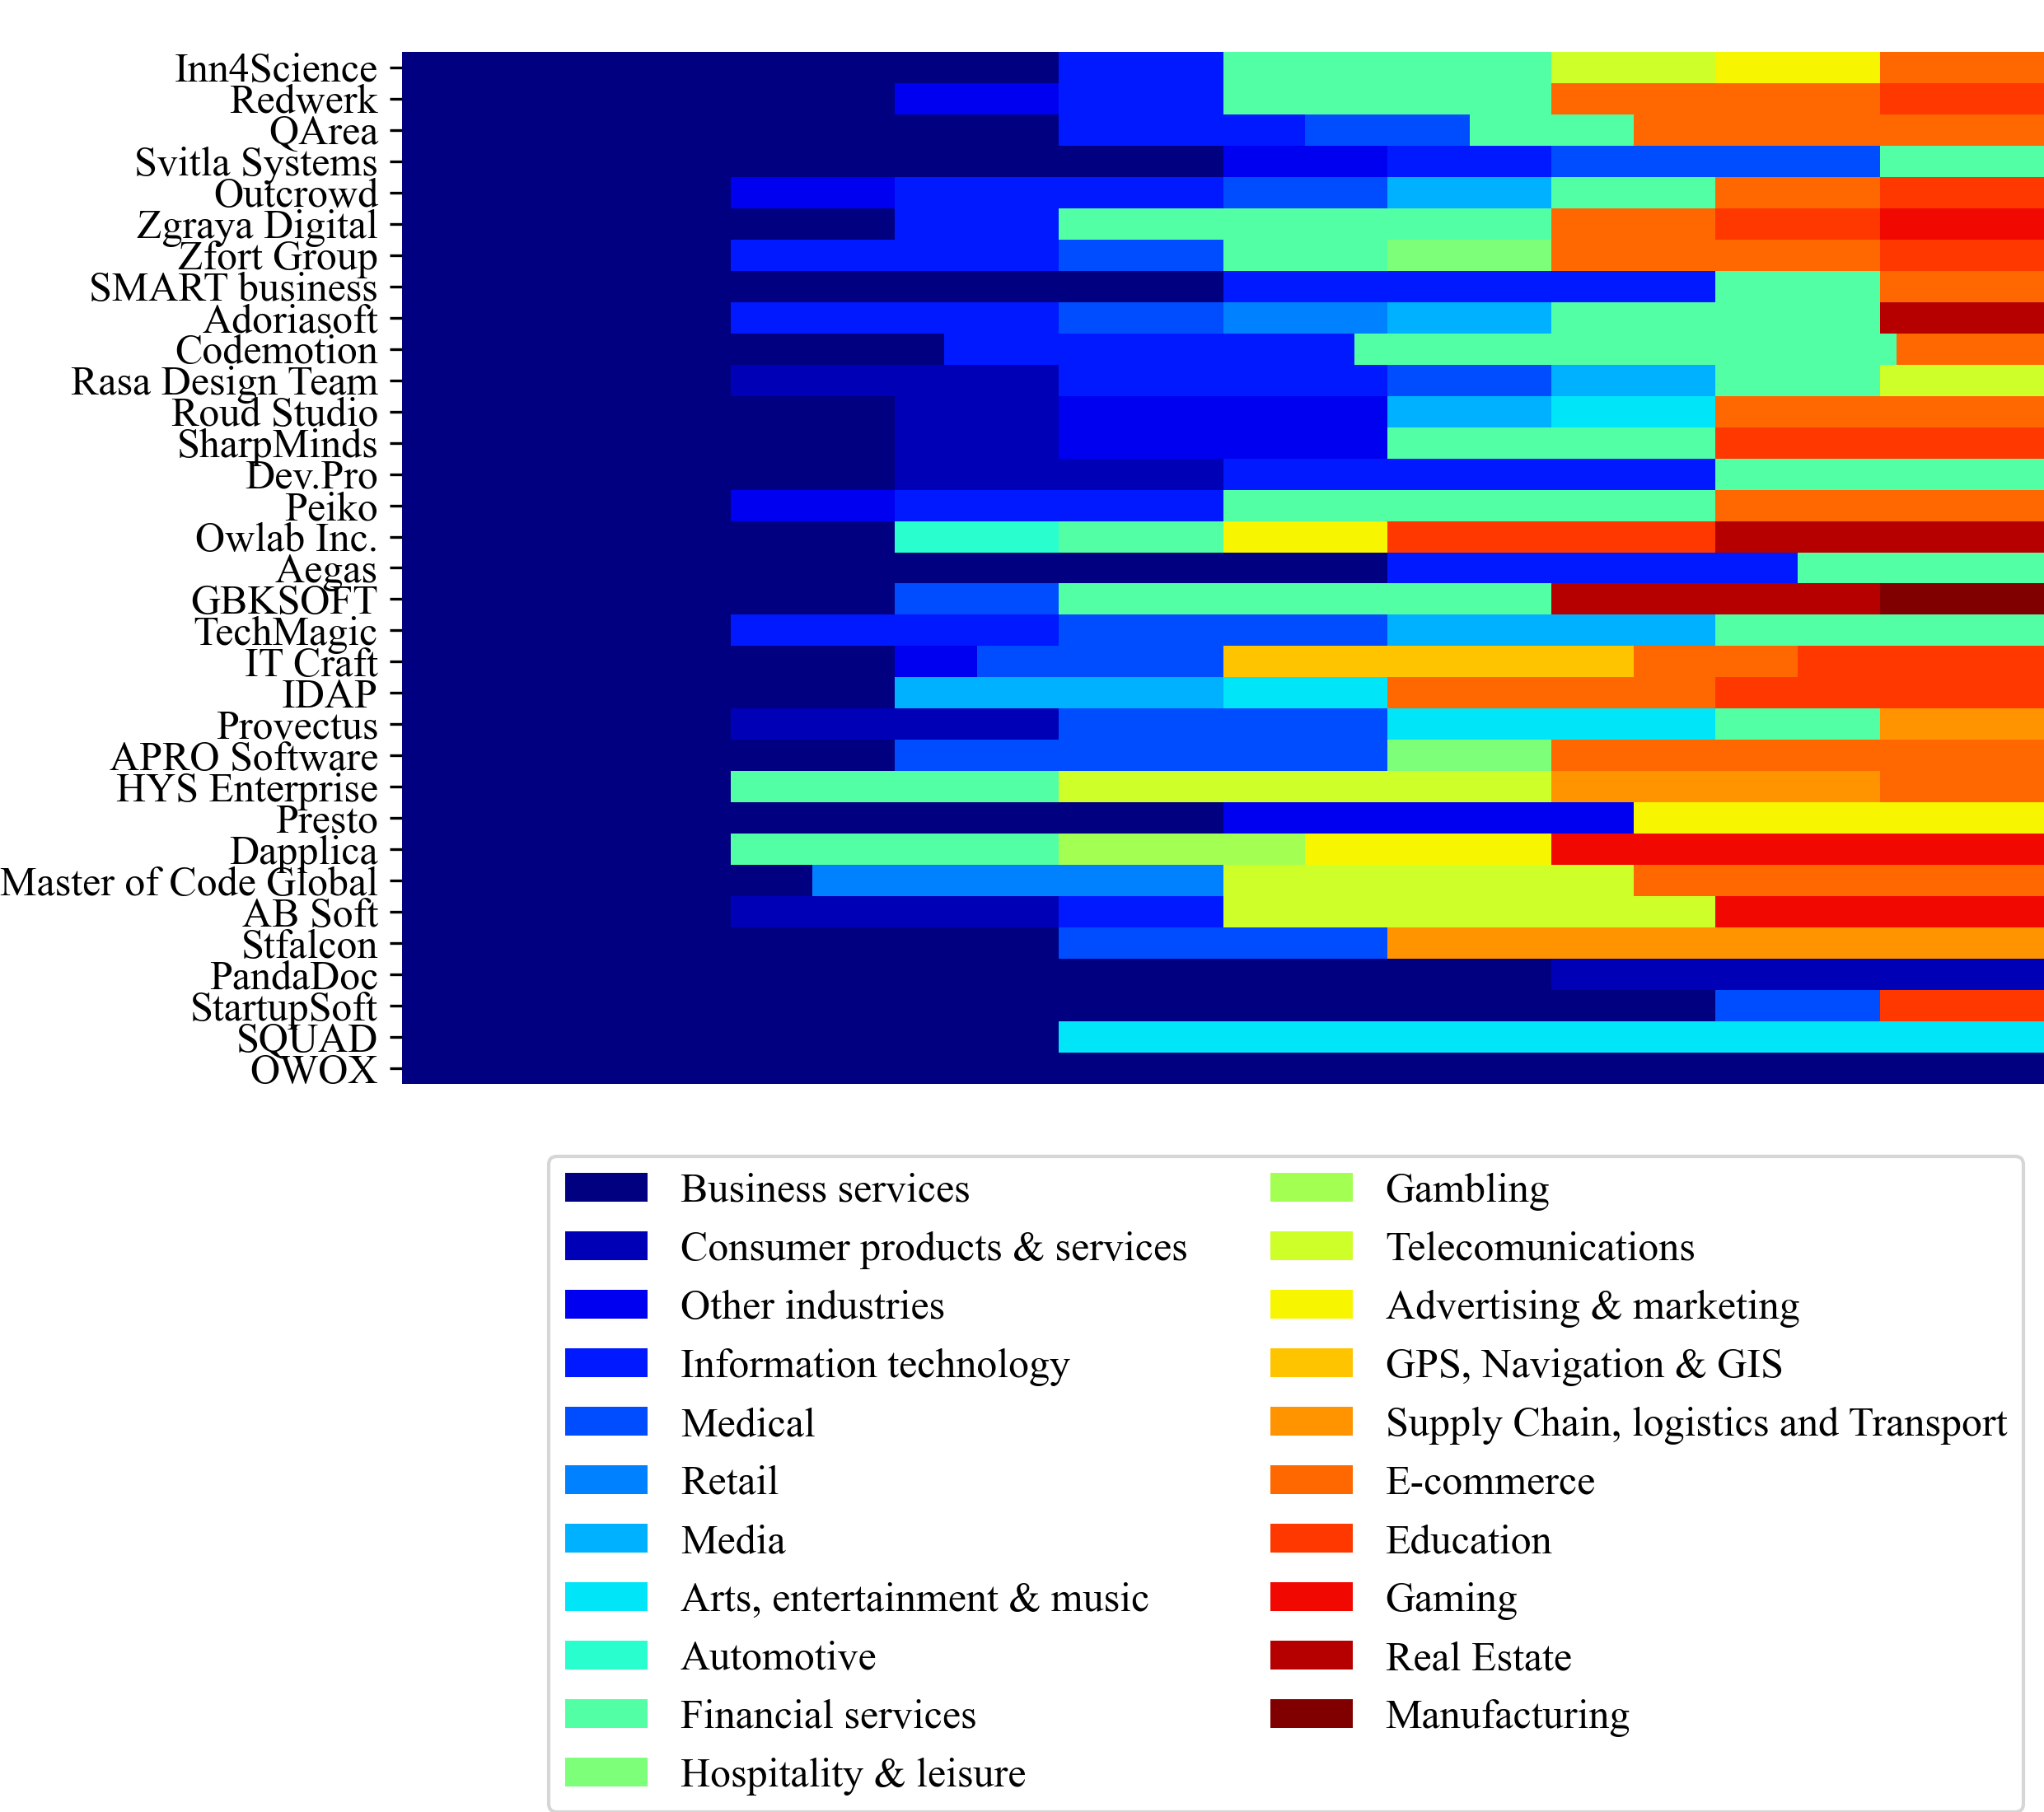 Inn4Science
Redwerk
QArea
Svitla Systems
Outcrowd
Zgraya Digital
Zfort Group
SMART business
Adoriasoft
Codemotion
Rasa Design Team
Roud Studio
SharpMinds
Dev.Pro
Peiko
Owlab Inc.
Aegas
GBKSOFT
TechMagic
IT Craft
IDAP
Provectus
APRO Software
HYS Enterprise
Presto
Dapplica
Master of Code Global
AB Soft
Stfalcon
PandaDoc
StartupSoft
SQUAD
OWOX
Business services
Consumer products & services
Other industries
Information technology
Medical
Retail
Media
Arts, entertainment & music
Automotive
Financial services
Hospitality & leisure
Gambling
Telecomunications
Advertising & marketing
GPS, Navigation & GIS
Supply Chain, logistics and Transport
E-commerce
Education
Gaming
Real Estate
Manufacturing